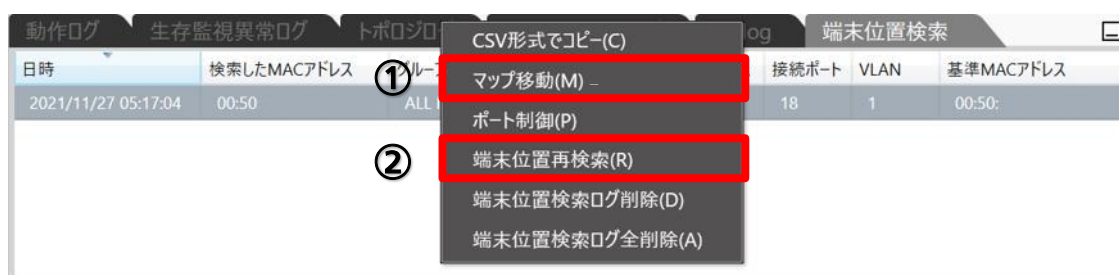 動作ログ 生存監視異常ログ トポロジロ og 端末位置検索
日時 検索したMACアドレス グルー 接続ポート VLAN 基準MACアドレス
2021/11/27 05:17:04 00:50 ALL 18 1 00:50:
CSV形式でコピー(C)
① マップ移動(M)
ポート制御(P)
② 端末位置再検索(R)
端末位置検索ログ削除(D)
端末位置検索ログ全削除(A)